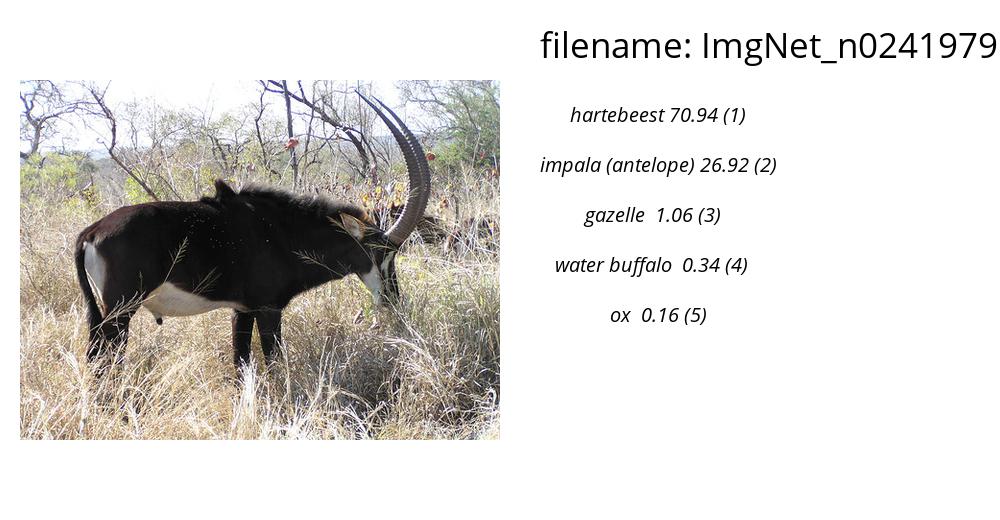 filename: ImgNet_n0241979
hartebeest 70.94 (1)
impala (antelope) 26.92 (2)
gazelle 1.06 (3)
water buffalo 0.34 (4)
ox 0.16 (5)